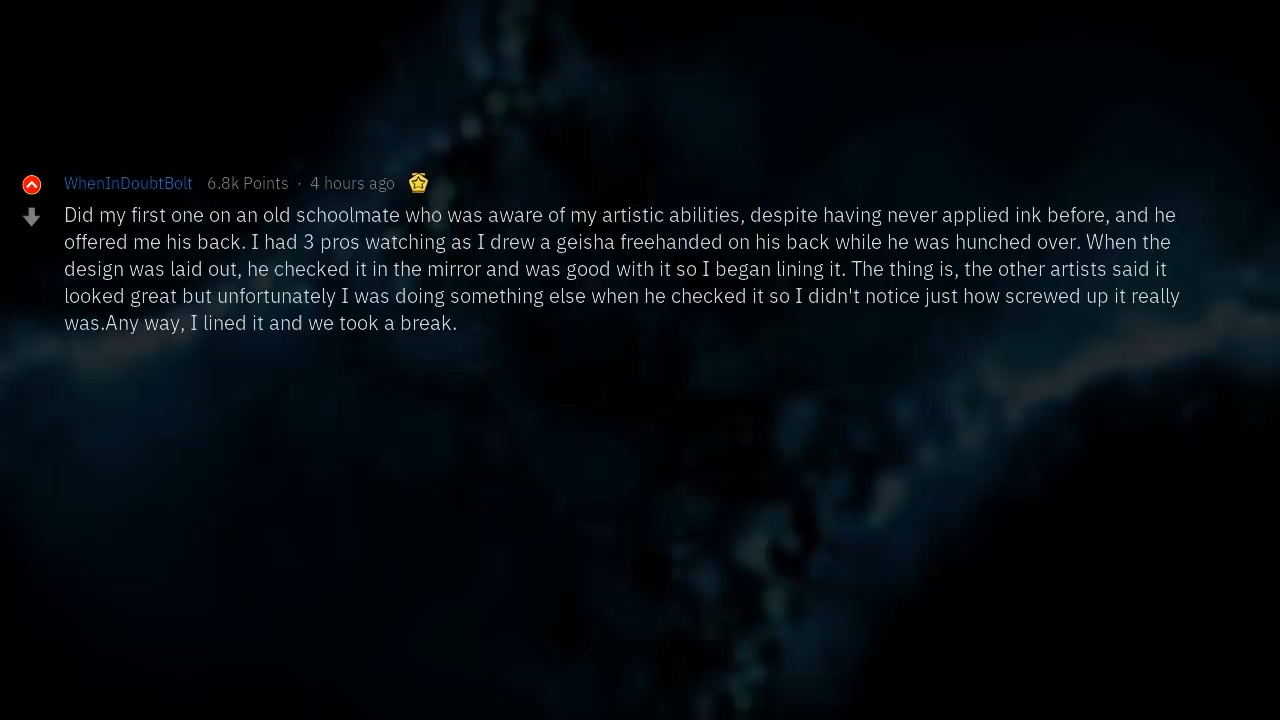 WhenInDoubtBolt 6.8k Points · 4 hours ago
Did my first one on an old schoolmate who was aware of my artistic abilities, despite having never applied ink before, and he
offered me his back. I had 3 pros watching as I drew a geisha freehanded on his back while he was hunched over. When the
design was laid out, he checked it in the mirror and was good with it so I began lining it. The thing is, the other artists said it
looked great but unfortunately I was doing something else when he checked it so I didn't notice just how screwed up it really
was.Any way, I lined it and we took a break.